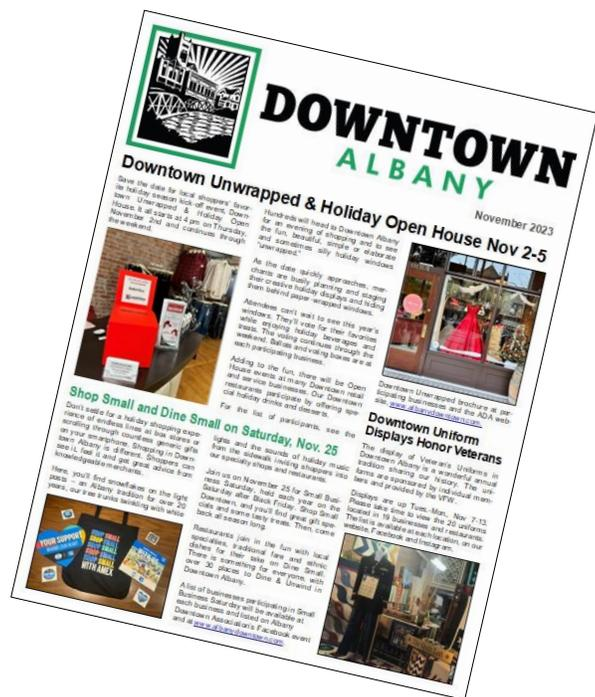 DOWNTOWN
ALBANY
November 2023
Downtown Unwrapped & Holiday Open House Nov 2-5
Save the date for local shoppers' favor-
ite holiday season kick-off event, Down-
town Unwrapped & Holiday Open
House. It all starts at 4 pm on Thursday,
November 2nd and continues through
the weekend.
Hundreds will head to Downtown Albany
for an evening of shopping and to see
the fun, beautiful, simple or elaborate
and sometimes silly holiday windows
"unwrapped."
As the date quickly approaches, mer-
chants are busily planning and staging
their creative holiday displays and hiding
them behind paper-wrapped windows.
Attendees can't wait to see this year's
windows. They'll vote for their favorites
while enjoying holiday beverages and
treats. The voting continues through the
weekend. Ballots and voting boxes are at
each participating business.
Adding to the fun, there will be Open
House events at many Downtown retail
and service businesses. Our Downtown
restaurants participate by offering spe-
cial holiday drinks and desserts.
For the list of participants, see the
Downtown Unwrapped brochure at par-
ticipating businesses and the ADA web-
site, www.albanydowntown.com.
Shop Small and Dine Small on Saturday, Nov. 25
Don't settle for a holiday shopping expe-
rience of endless lines at box stores or
scrolling through countless generic gifts
on your smartphone. Shopping in Down-
town Albany is different. Shoppers can
see it, feel it and get great advice from
knowledgeable merchants.
Here, you'll find snowflakes on the light
posts – an Albany tradition for over 20
years, our tree trunks twinkling with white
lights and the sounds of holiday music
from the sidewalk inviting shoppers into
our specialty shops and restaurants.
Join us on November 25 for Small Busi-
ness Saturday, held each year on the
Saturday after Black Friday. Shop Small
Downtown, and you'll find great gift spe-
cials and some tasty treats. Then, come
back all season long.
Restaurants join in the fun with local
specialties, traditional fare and ethnic
dishes for their take on Dine Small.
There is something for everyone, with
over 30 places to Dine & Unwind in
Downtown Albany.
A list of businesses participating in Small
Business Saturday will be available at
each business and listed on Albany
Downtown Association's Facebook event
and at www.albanydowntown.com.
Downtown Uniform
Displays Honor Veterans
The display of Veteran's Uniforms in
Downtown Albany is a wonderful annual
tradition sharing our history. The uni-
forms are sponsored by individual mem-
bers and provided by the VFW.
Displays are up Tues.-Mon., Nov 7-13.
Please take time to view the 20 uniforms
located in 19 businesses and restaurants.
The list is available at each location, on our
website, Facebook and Instagram.
YOUR SUPPORT
SHOP SMALL
SHOP SMALL
SHOP SMALL
WITH AMEX